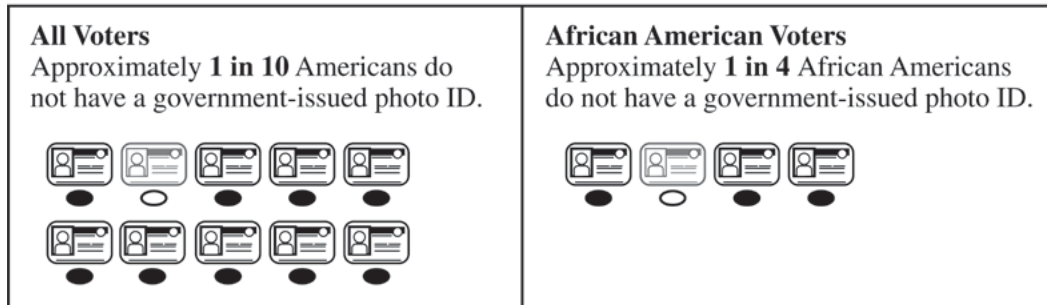 All Voters
Approximately 1 in 10 Americans do
not have a government-issued photo ID.
African American Voters
Approximately 1 in 4 African Americans
do not have a government-issued photo ID.